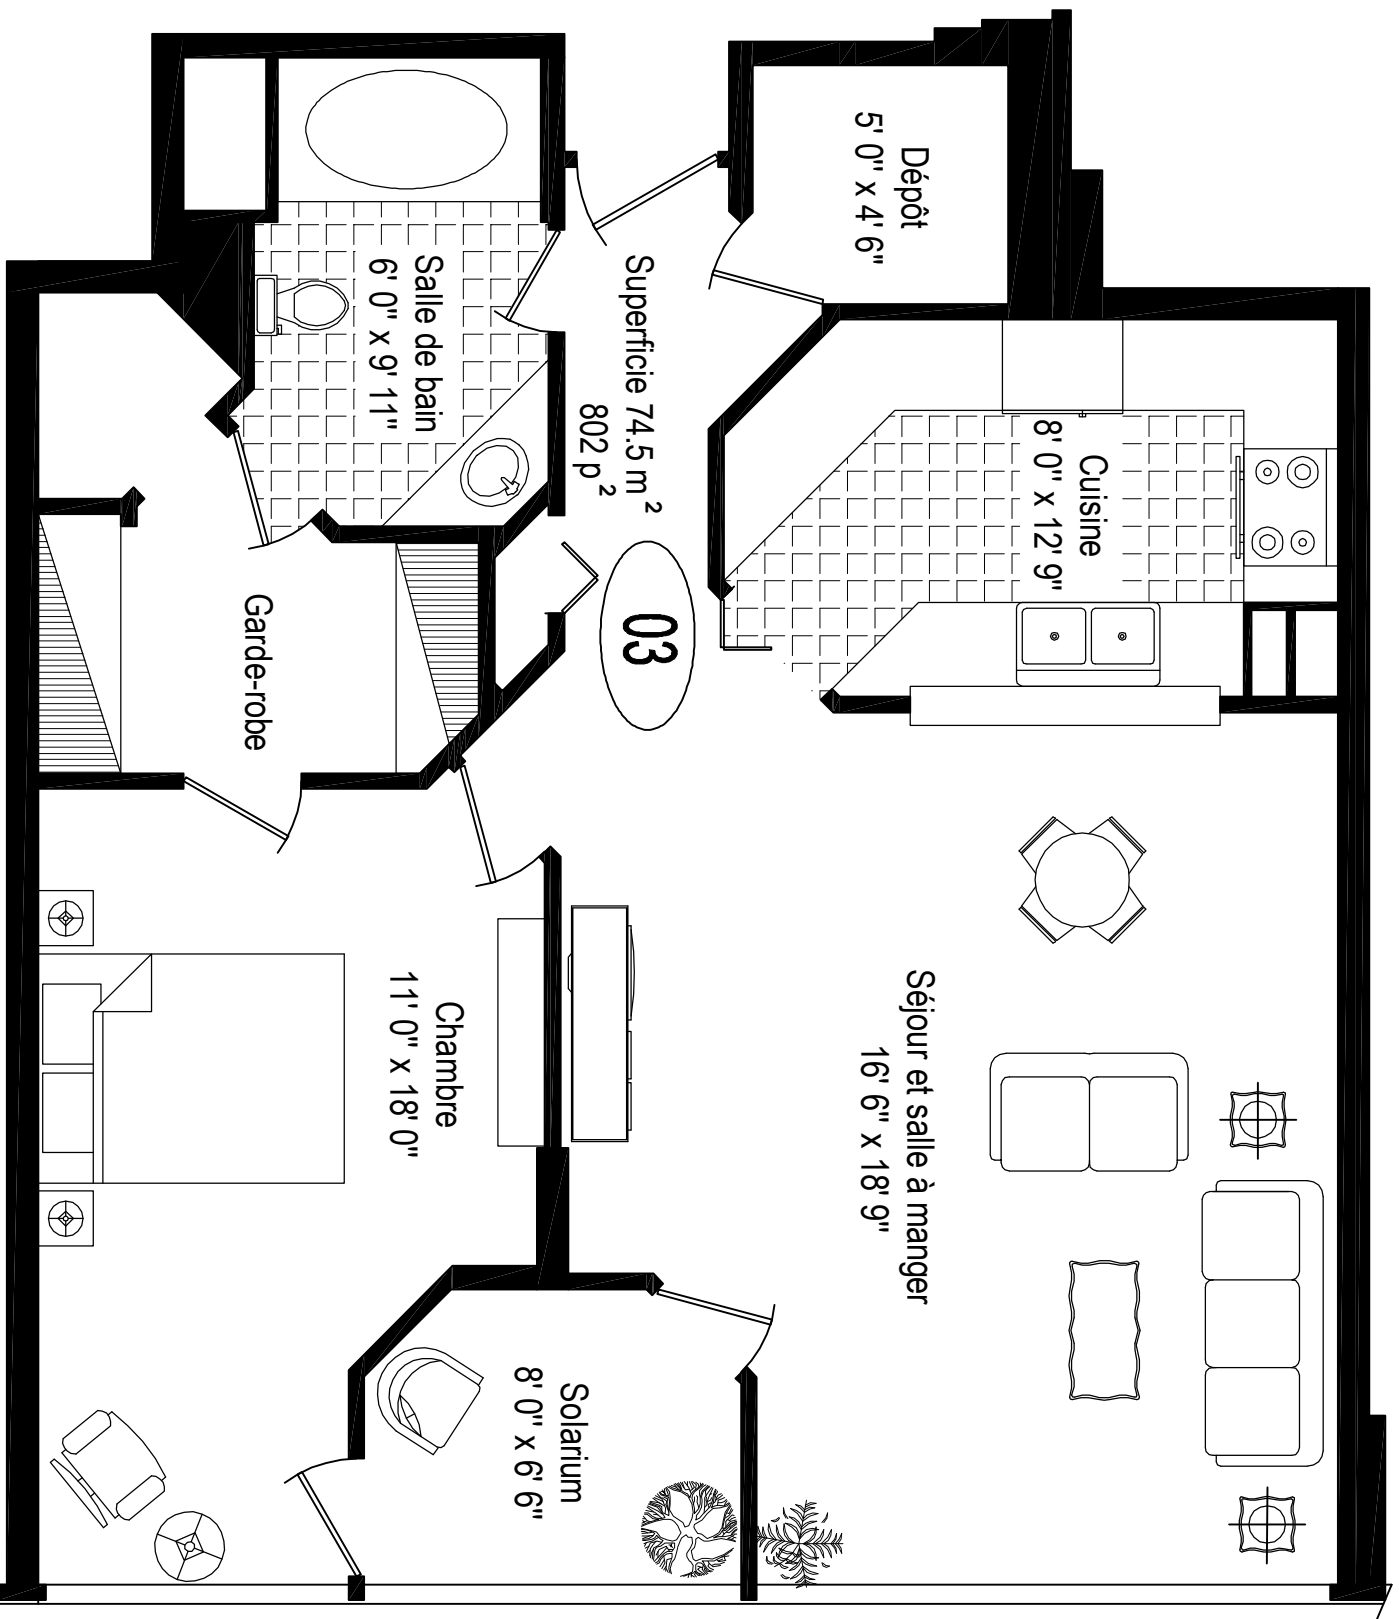 Dépôt
5' 0" x 4' 6"
Cuisine
8' 0" x 12' 9"
Salle de bain
6' 0" x 9' 11"
Superficie 74.5 m²
802 p²
03
Garde-robe
Séjour et salle à manger
16' 6" x 18' 9"
Chambre
11' 0" x 18' 0"
Solarium
8' 0" x 6' 6"